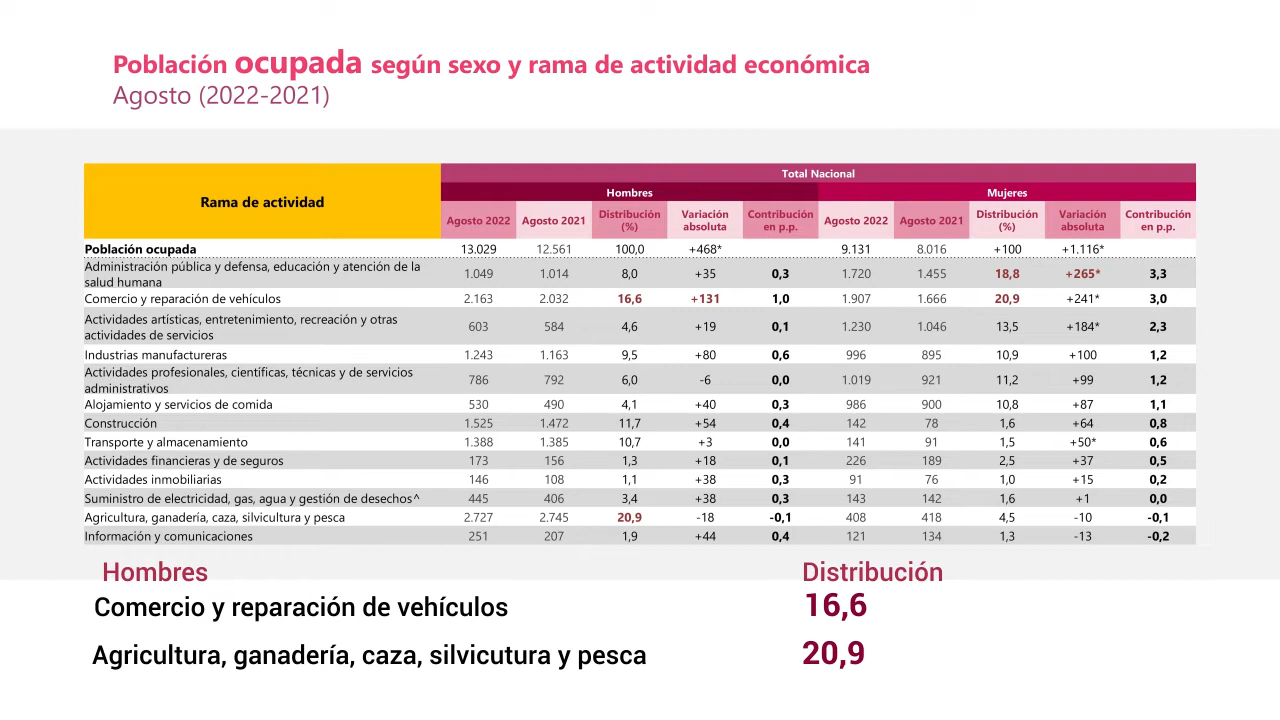 Población ocupada según sexo y rama de actividad económica
Agosto (2022-2021)
Rama de actividad
Total Nacional
Hombres Mujeres
Agosto 2022 Agosto 2021 Distribución (%) Variación absoluta Contribución en p.p. Agosto 2022 Agosto 2021 Distribución (%) Variación absoluta Contribución en p.p.
Población ocupada 13.029 12.561 100,0 +468* 9.131 8.016 +100 +1.116*
Administración pública y defensa, educación y atención de la
salud humana 1.049 1.014 8,0 +35 0,3 1.720 1.455 18,8 +265* 3,3
Comercio y reparación de vehículos 2.163 2.032 16,6 +131 1,0 1.907 1.666 20,9 +241* 3,0
Actividades artísticas, entretenimiento, recreación y otras
actividades de servicios 603 584 4,6 +19 0,1 1.230 1.046 13,5 +184* 2,3
Industrias manufactureras 1.243 1.163 9,5 +80 0,6 996 895 10,9 +100 1,2
Actividades profesionales, científicas, técnicas y de servicios
administrativos 786 792 6,0 -6 0,0 1.019 921 11,2 +99 1,2
Alojamiento y servicios de comida 530 490 4,1 +40 0,3 986 900 10,8 +87 1,1
Construcción 1.525 1.472 11,7 +54 0,4 142 78 1,6 +64 0,8
Transporte y almacenamiento 1.388 1.385 10,7 +3 0,0 141 91 1,5 +50* 0,6
Actividades financieras y de seguros 173 156 1,3 +18 0,1 226 189 2,5 +37 0,5
Actividades inmobiliarias 146 108 1,1 +38 0,3 91 76 1,0 +15 0,2
Suministro de electricidad, gas, agua y gestión de desechos^ 445 406 3,4 +38 0,3 143 142 1,6 +1 0,0
Agricultura, ganadería, caza, silvicultura y pesca 2.727 2.745 20,9 -18 -0,1 408 418 4,5 -10 -0,1
Información y comunicaciones 251 207 1,9 +44 0,4 121 134 1,3 -13 -0,2
Hombres Distribución
Comercio y reparación de vehículos 16,6
Agricultura, ganadería, caza, silvicutura y pesca 20,9